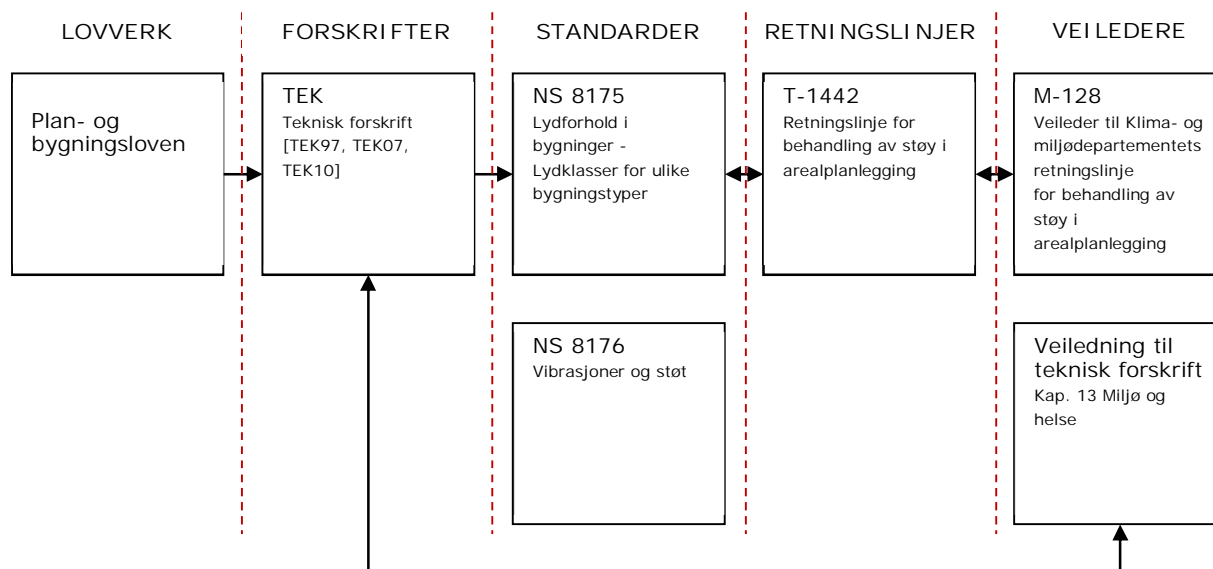 LOVVERK
FORSKRIFTER
STANDARDER
RETNINGSLINJER
VEILEDERE
Plan- og
bygningsloven
TEK
Teknisk forskrift
[TEK97, TEK07,
TEK10]
NS 8175
Lydforhold i
bygninger -
Lydklasser for ulike
bygningstyper
T-1442
Retningslinje for
behandling av støy i
arealplanlegging
M-128
Veileder til Klima- og
miljødepartementets
retningslinje
for behandling av
støy i
arealplanlegging
NS 8176
Vibrasjoner og støt
Veiledning til
teknisk forskrift
Kap. 13 Miljø og
helse